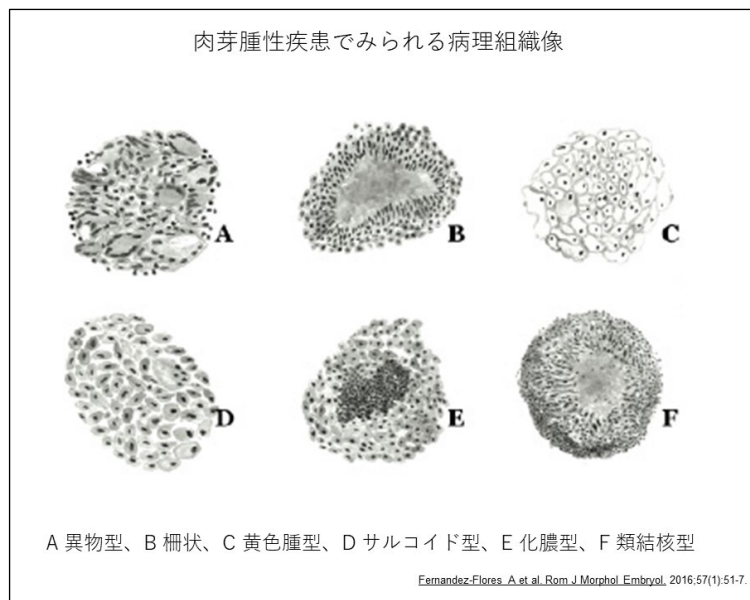 肉芽腫性疾患でみられる病理組織像
A
B
C
D
E
F
A 異物型、B 柵状、C 黄色腫型、D サルコイド型、E 化膿型、F 類結核型
Fernandez-Flores A et al. Rom J Morphol Embryol. 2016;57(1):51-7.